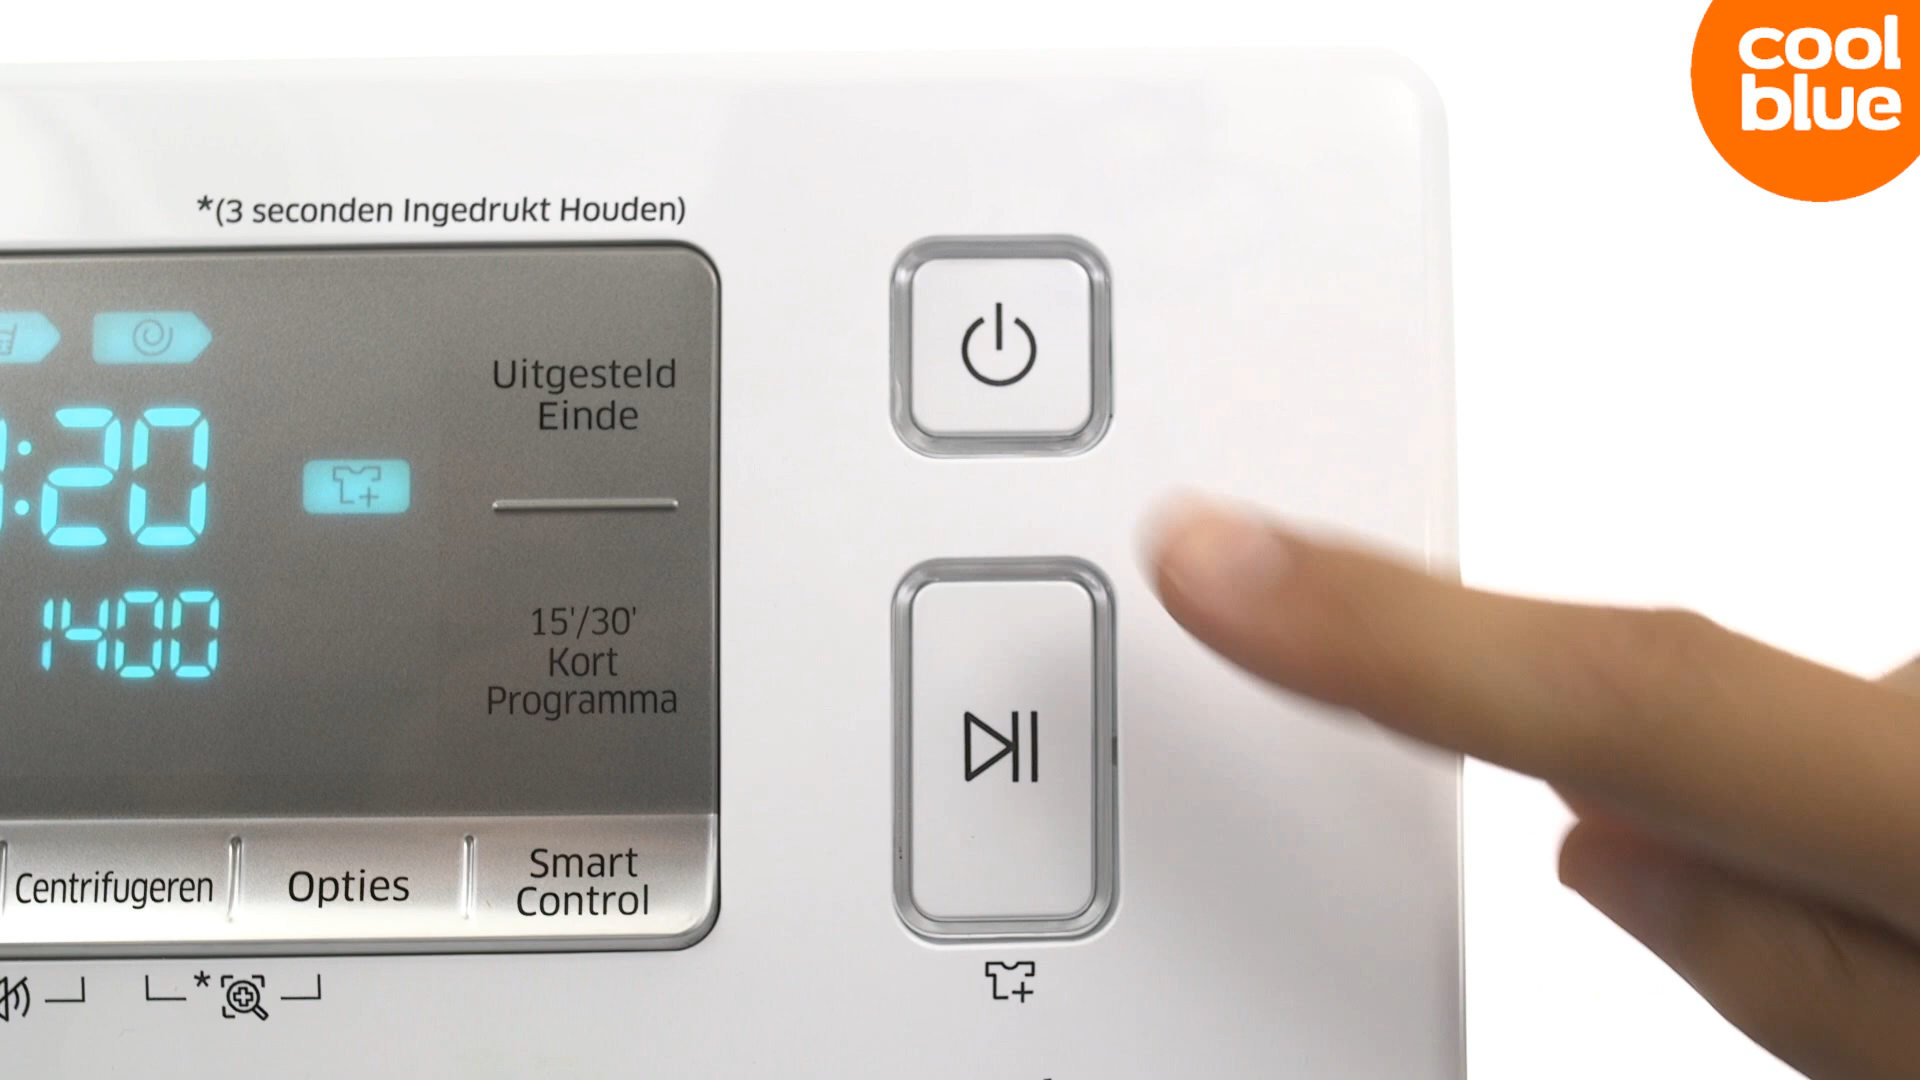 cool
blue
*(3 seconden Ingedrukt Houden)
Uitgesteld
Einde
:20
1400
15'/30'
Kort
Programma
Centrifugeren
Opties
Smart
Control
*